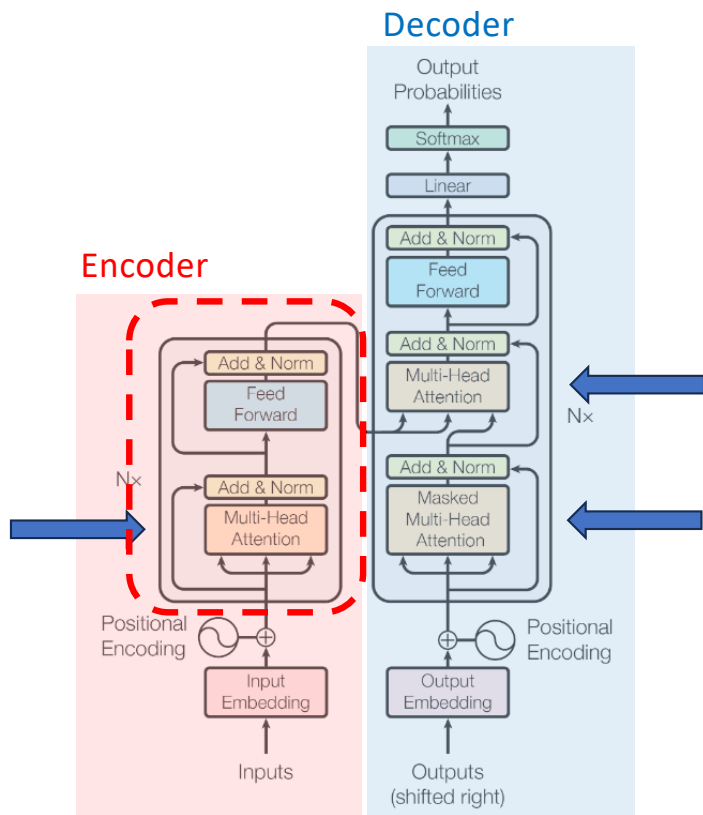 Decoder
Output
Probabilities
Softmax
Linear
Add & Norm
Feed
Forward
Add & Norm
Multi-Head
Attention
Nx
Add & Norm
Masked
Multi-Head
Attention
Positional
Encoding
Output
Embedding
Outputs
(shifted right)
Encoder
Add & Norm
Feed
Forward
Nx
Add & Norm
Multi-Head
Attention
Positional
Encoding
Input
Embedding
Inputs